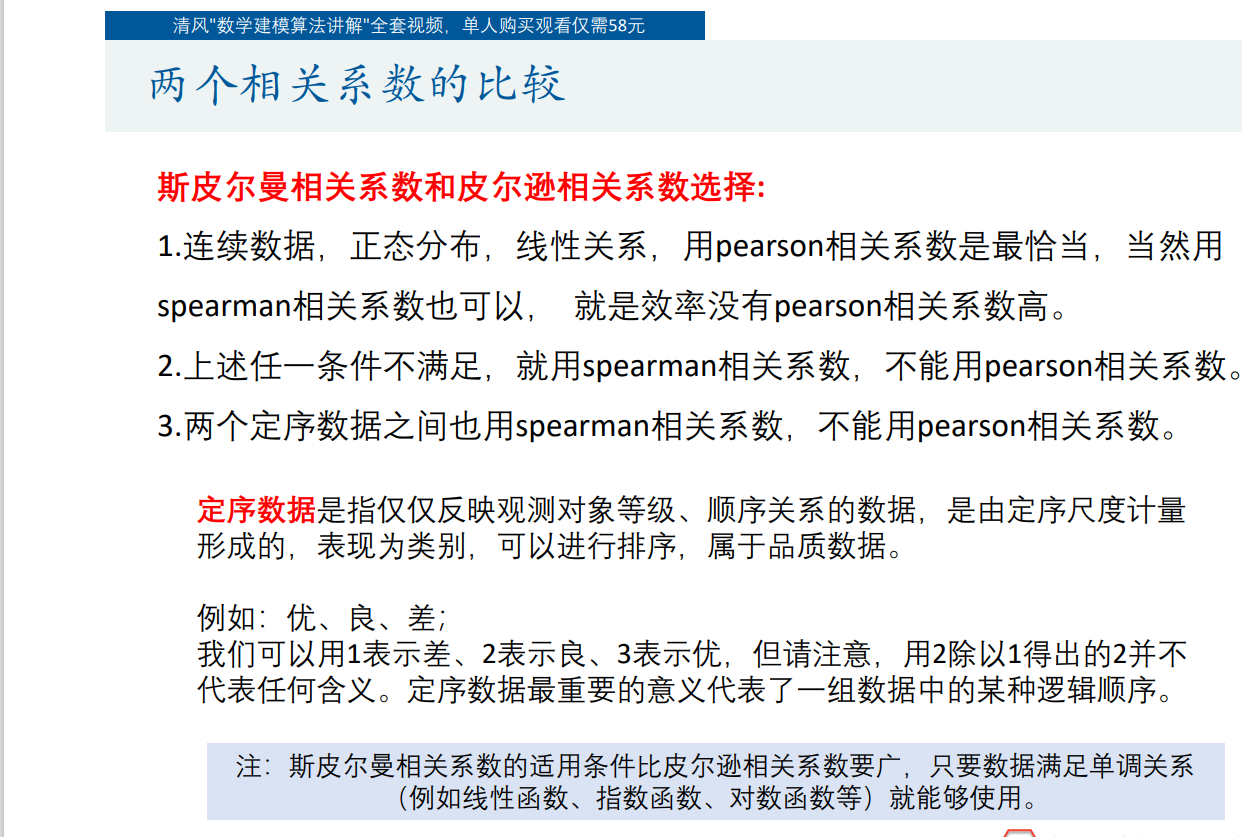 清风"数学建模算法讲解"全套视频，单人购买观看仅需58元
两个相关系数的比较
斯皮尔曼相关系数和皮尔逊相关系数选择:
1.连续数据，正态分布，线性关系，用pearson相关系数是最恰当，当然用
spearman相关系数也可以， 就是效率没有pearson相关系数高。
2.上述任一条件不满足，就用spearman相关系数，不能用pearson相关系数。
3.两个定序数据之间也用spearman相关系数，不能用pearson相关系数。
定序数据是指仅仅反映观测对象等级、顺序关系的数据，是由定序尺度计量
形成的，表现为类别，可以进行排序，属于品质数据。
例如：优、良、差；
我们可以用1表示差、2表示良、3表示优，但请注意，用2除以1得出的2并不
代表任何含义。定序数据最重要的意义代表了一组数据中的某种逻辑顺序。
注：斯皮尔曼相关系数的适用条件比皮尔逊相关系数要广，只要数据满足单调关系
（例如线性函数、指数函数、对数函数等）就能够使用。